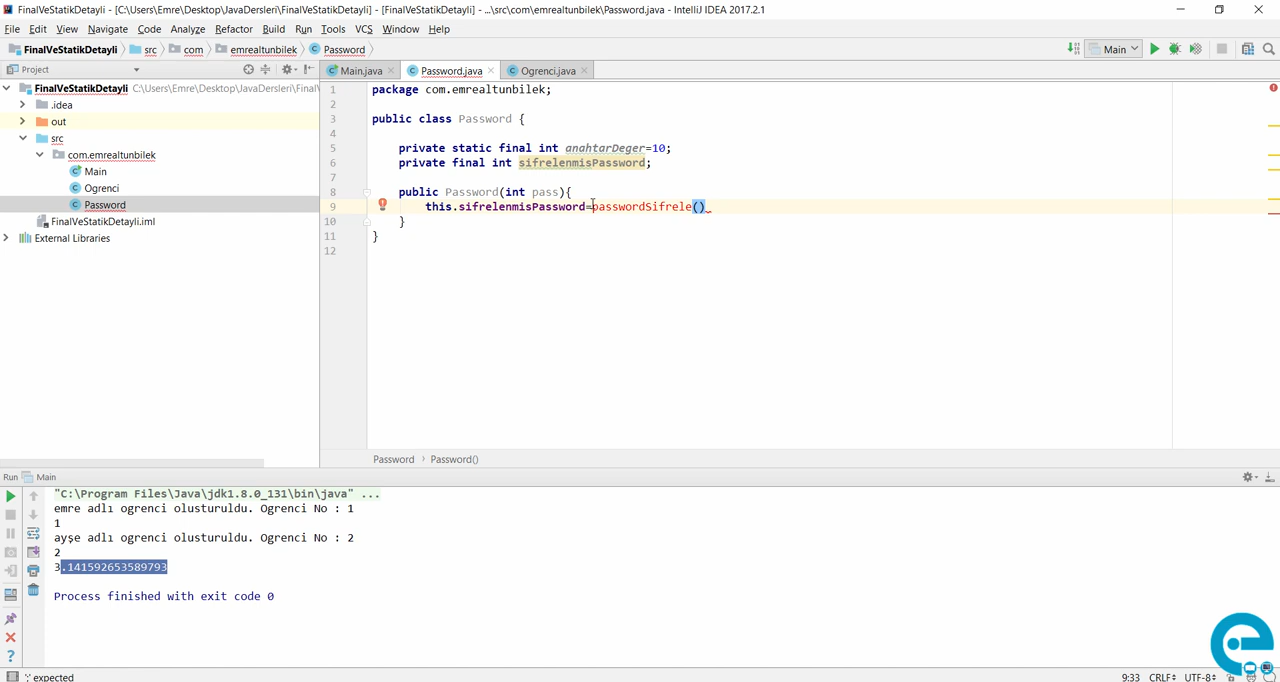 FinalVeStatikDetayli - [C:\Users\Emre\Desktop\JavaDersleri\FinalVeStatikDetayli] - [FinalVeStatikDetayli] - ...\src\com\emrealtunbilek\Password.java - IntelliJ IDEA 2017.2.1
File Edit View Navigate Code Analyze Refactor Build Run Tools VCS Window Help
FinalVeStatikDetayli src com emrealtunbilek Password
Main
Project
Main.java Password.java Ogrenci.java
FinalVeStatikDetayli C:\Users\Emre\Desktop\JavaDersleri\FinalV
.idea
out
src
com.emrealtunbilek
Main
Ogrenci
Password
FinalVeStatikDetayli.iml
External Libraries
1 package com.emrealtunbilek;
2
3 public class Password {
4
5 private static final int anahtarDeger=10;
6 private final int sifrelenmisPassword;
7
8 public Password(int pass){
9 this.sifrelenmisPassword=passwordSifrele()
10 }
11 }
12
Password Password()
Run Main
"C:\Program Files\Java\jdk1.8.0_131\bin\java" ...
emre adlı ogrenci olusturuldu. Ogrenci No : 1
1
ayşe adlı ogrenci olusturuldu. Ogrenci No : 2
2
3.141592653589793
Process finished with exit code 0
';' expected
9:33 CRLF UTF-8